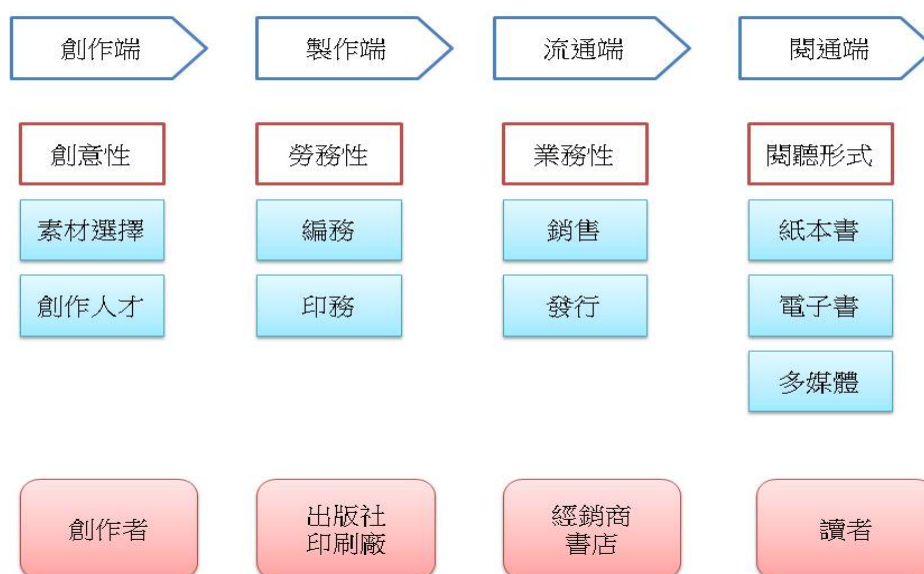 創作端
製作端
流通端
閱通端
創意性
勞務性
業務性
閱聽形式
素材選擇
編務
銷售
紙本書
創作人才
印務
發行
電子書
多媒體
創作者
出版社
印刷廠
經銷商
書店
讀者